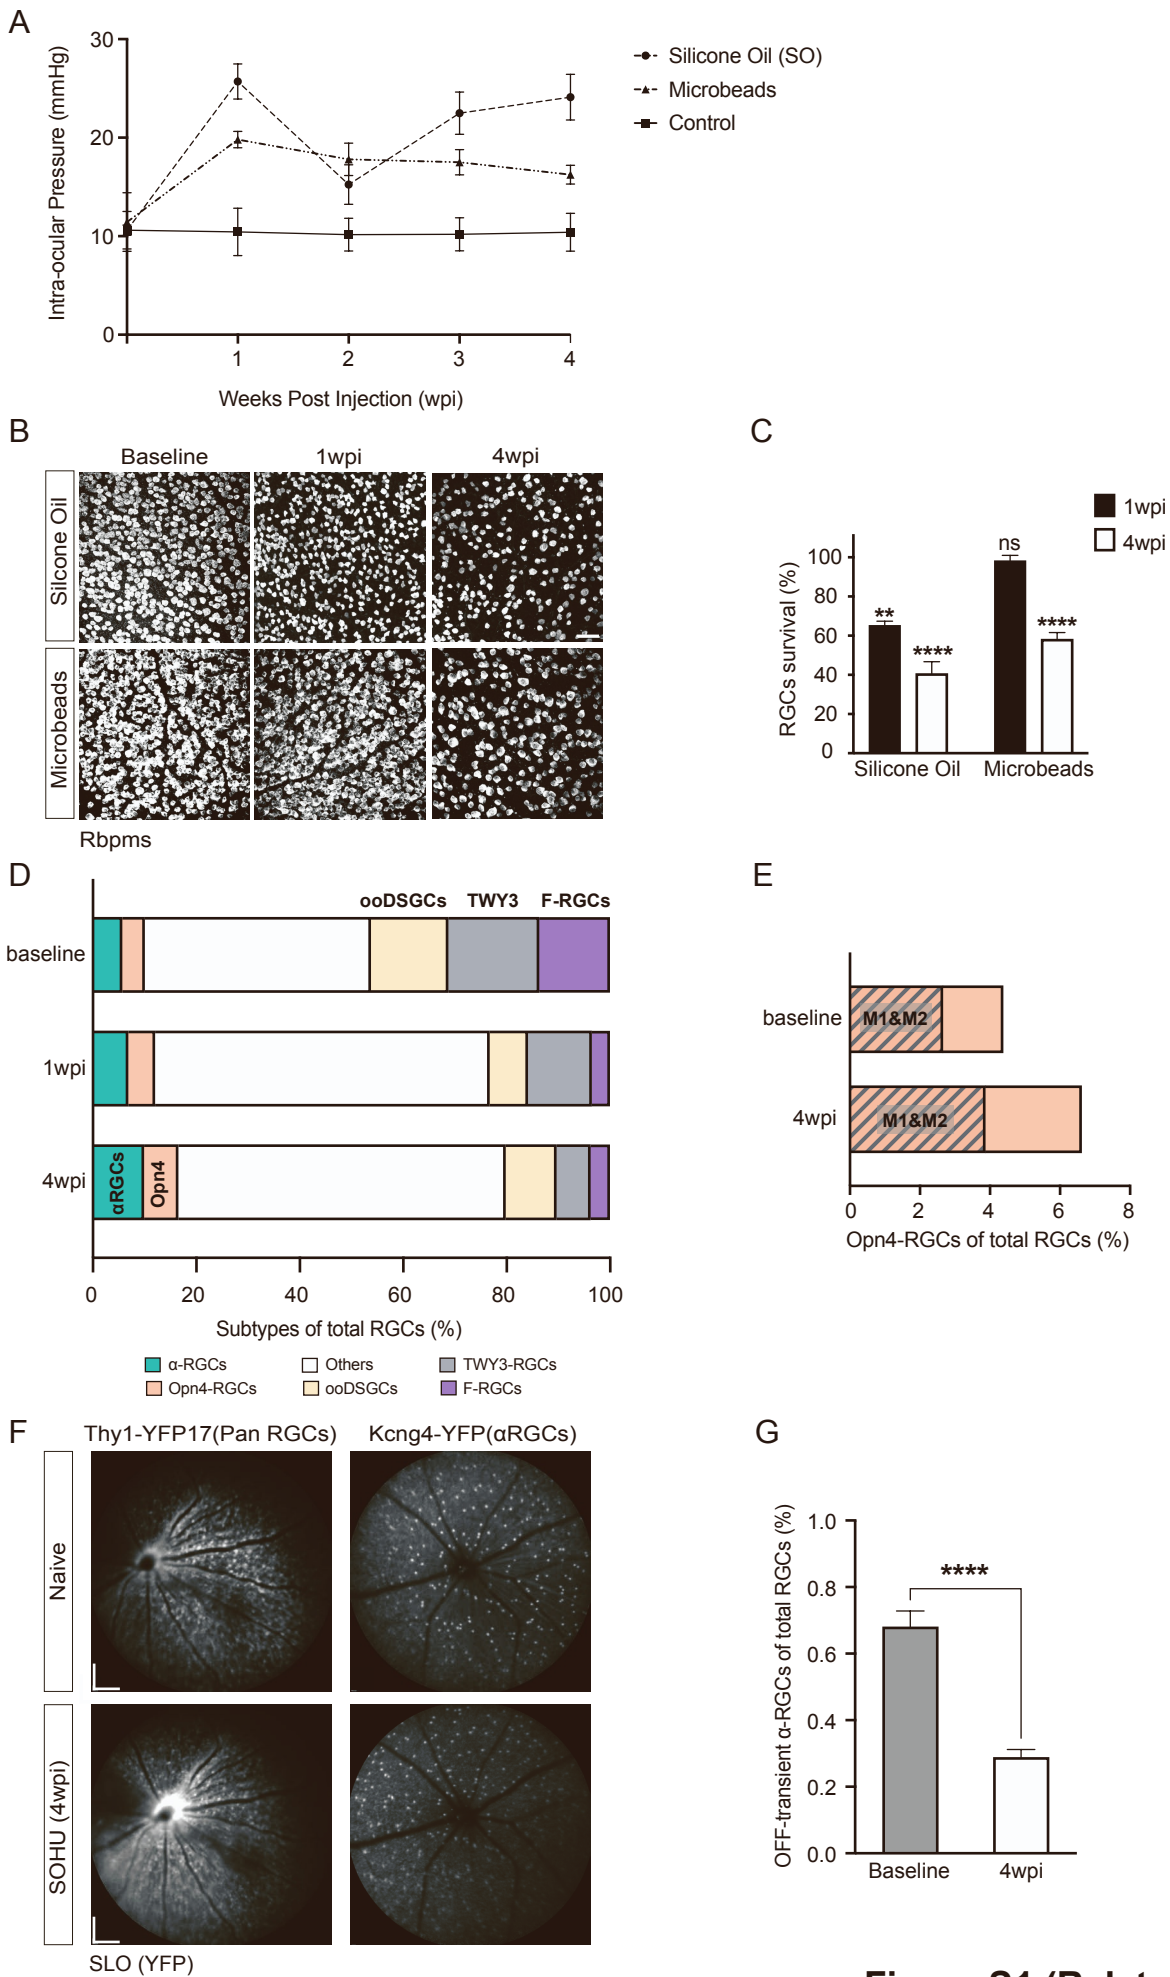 A
30
20
10
0
Intra-ocular Pressure (mmHg)
1
2
3
4
Weeks Post Injection (wpi)
Silicone Oil (SO)
Microbeads
Control
B
Baseline
1wpi
4wpi
Silcone Oil
Microbeads
Rbpms
C
1wpi
4wpi
RGCs survival (%)
100
80
60
40
20
0
**
****
ns
****
Silicone Oil
Microbeads
D
ooDSGCs
TWY3
F-RGCs
baseline
1wpi
4wpi
αRGCs
Opn4
0
20
40
60
80
100
Subtypes of total RGCs (%)
α-RGCs
Others
TWY3-RGCs
Opn4-RGCs
ooDSGCs
F-RGCs
E
baseline
M1&M2
4wpi
M1&M2
0
2
4
6
8
Opn4-RGCs of total RGCs (%)
F
Thy1-YFP17(Pan RGCs)
Kcng4-YFP(αRGCs)
Naive
SOHU (4wpi)
SLO (YFP)
G
OFF-transient α-RGCs of total RGCs (%)
1.0
0.8
0.6
0.4
0.2
0.0
****
Baseline
4wpi